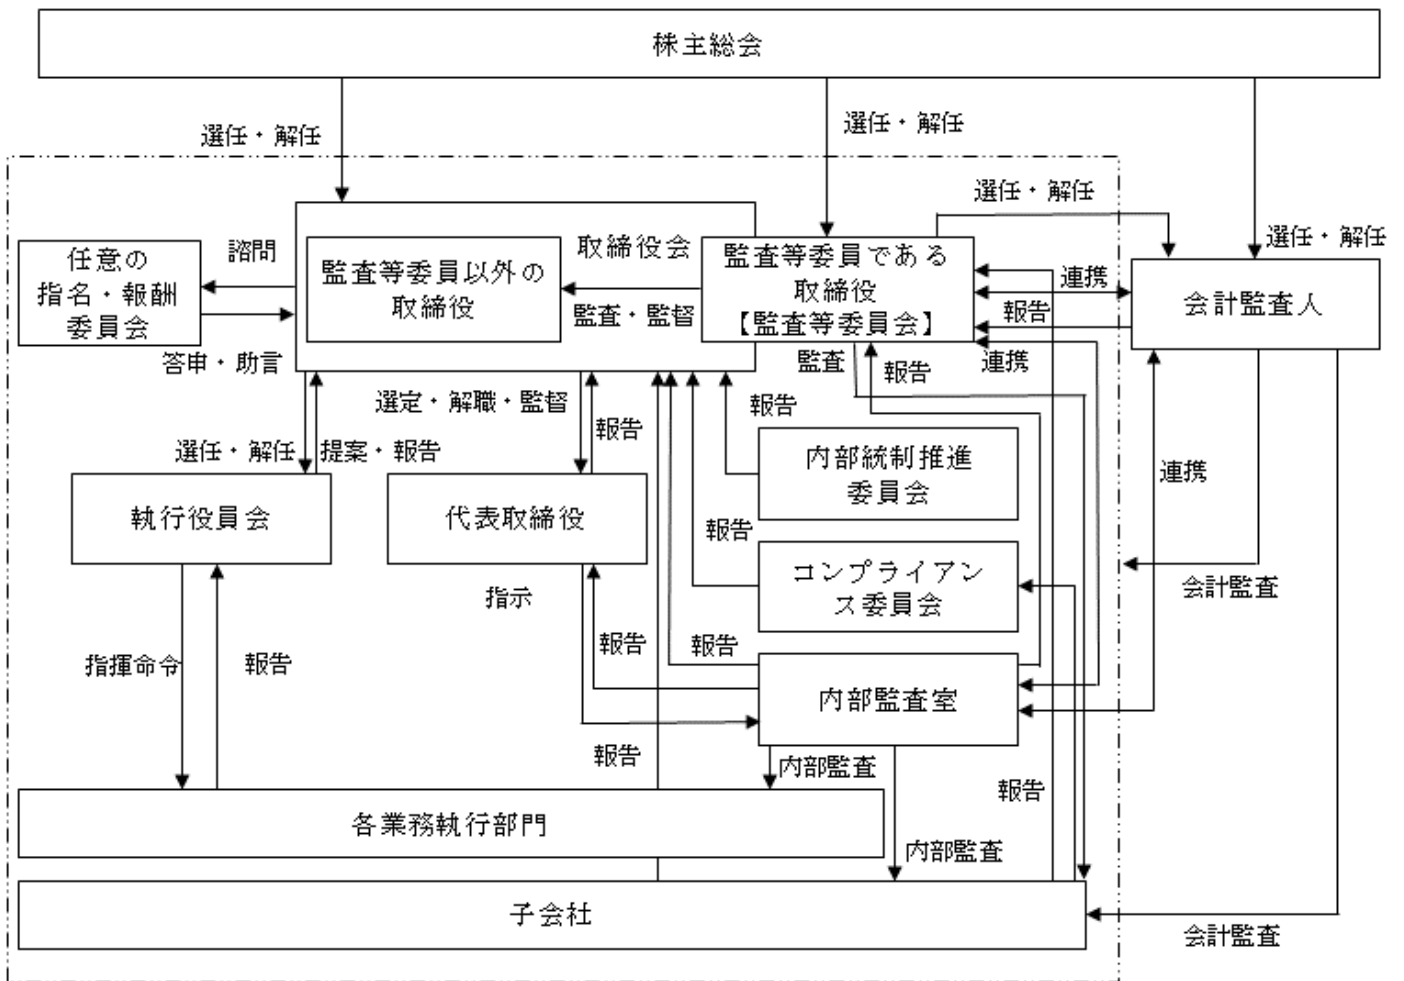 株主総会
選任・解任
選任・解任
選任・解任
選任・解任
取締役会
任意の
指名・報酬
委員会
諮問
答申・助言
監査等委員以外の
取締役
監査・監督
監査等委員である
取締役
【監査等委員会】
連携
報告
会計監査人
監査
報告
連携
選定・解職・監督
報告
報告
選任・解任
提案・報告
内部統制推進
委員会
連携
執行役員会
代表取締役
報告
コンプライアン
ス委員会
会計監査
指示
報告
報告
指揮命令
報告
内部監査室
報告
内部監査
報告
各業務執行部門
内部監査
子会社
会計監査